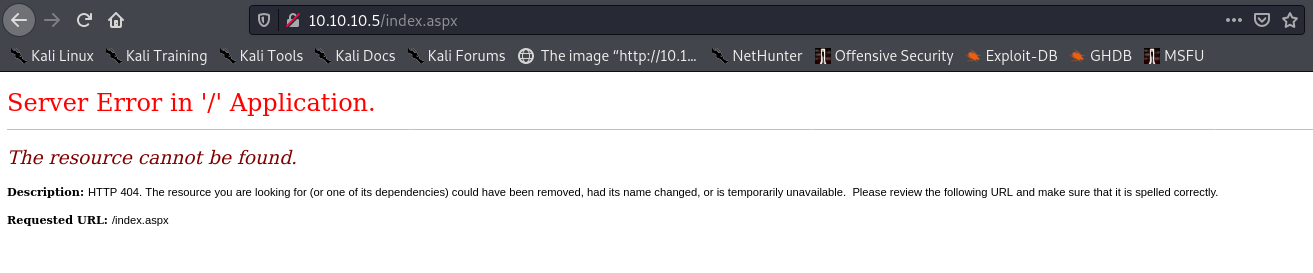 10.10.10.5/index.aspx
Kali Linux Kali Training Kali Tools Kali Docs Kali Forums The image “http://10.1... NetHunter Offensive Security Exploit-DB GHDB MSFU
Server Error in '/' Application.
The resource cannot be found.
Description: HTTP 404. The resource you are looking for (or one of its dependencies) could have been removed, had its name changed, or is temporarily unavailable.  Please review the following URL and make sure that it is spelled correctly.
Requested URL: /index.aspx